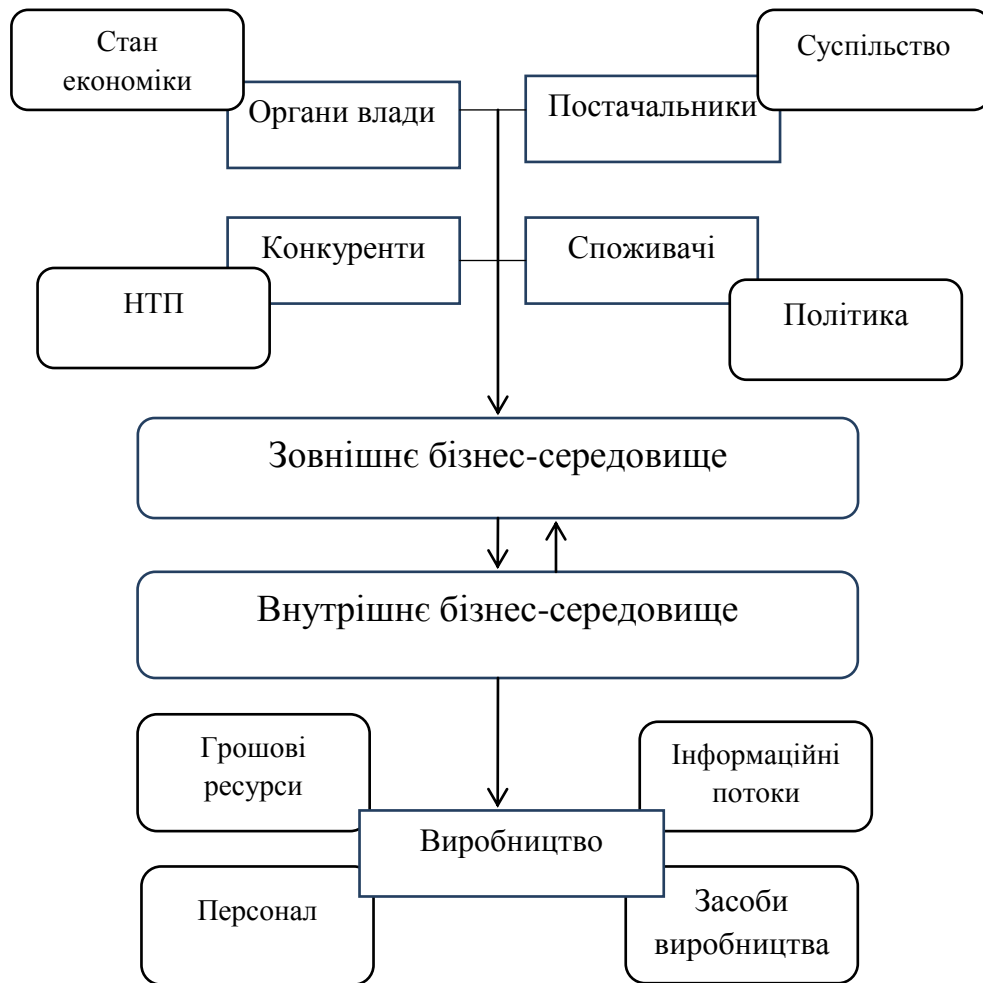 Стан
економіки
Суспільство
Органи влади
Постачальники
Конкуренти
Споживачі
НТП
Політика
Зовнішнє бізнес-середовище
Внутрішнє бізнес-середовище
Грошові
ресурси
Інформаційні
потоки
Виробництво
Персонал
Засоби
виробництва